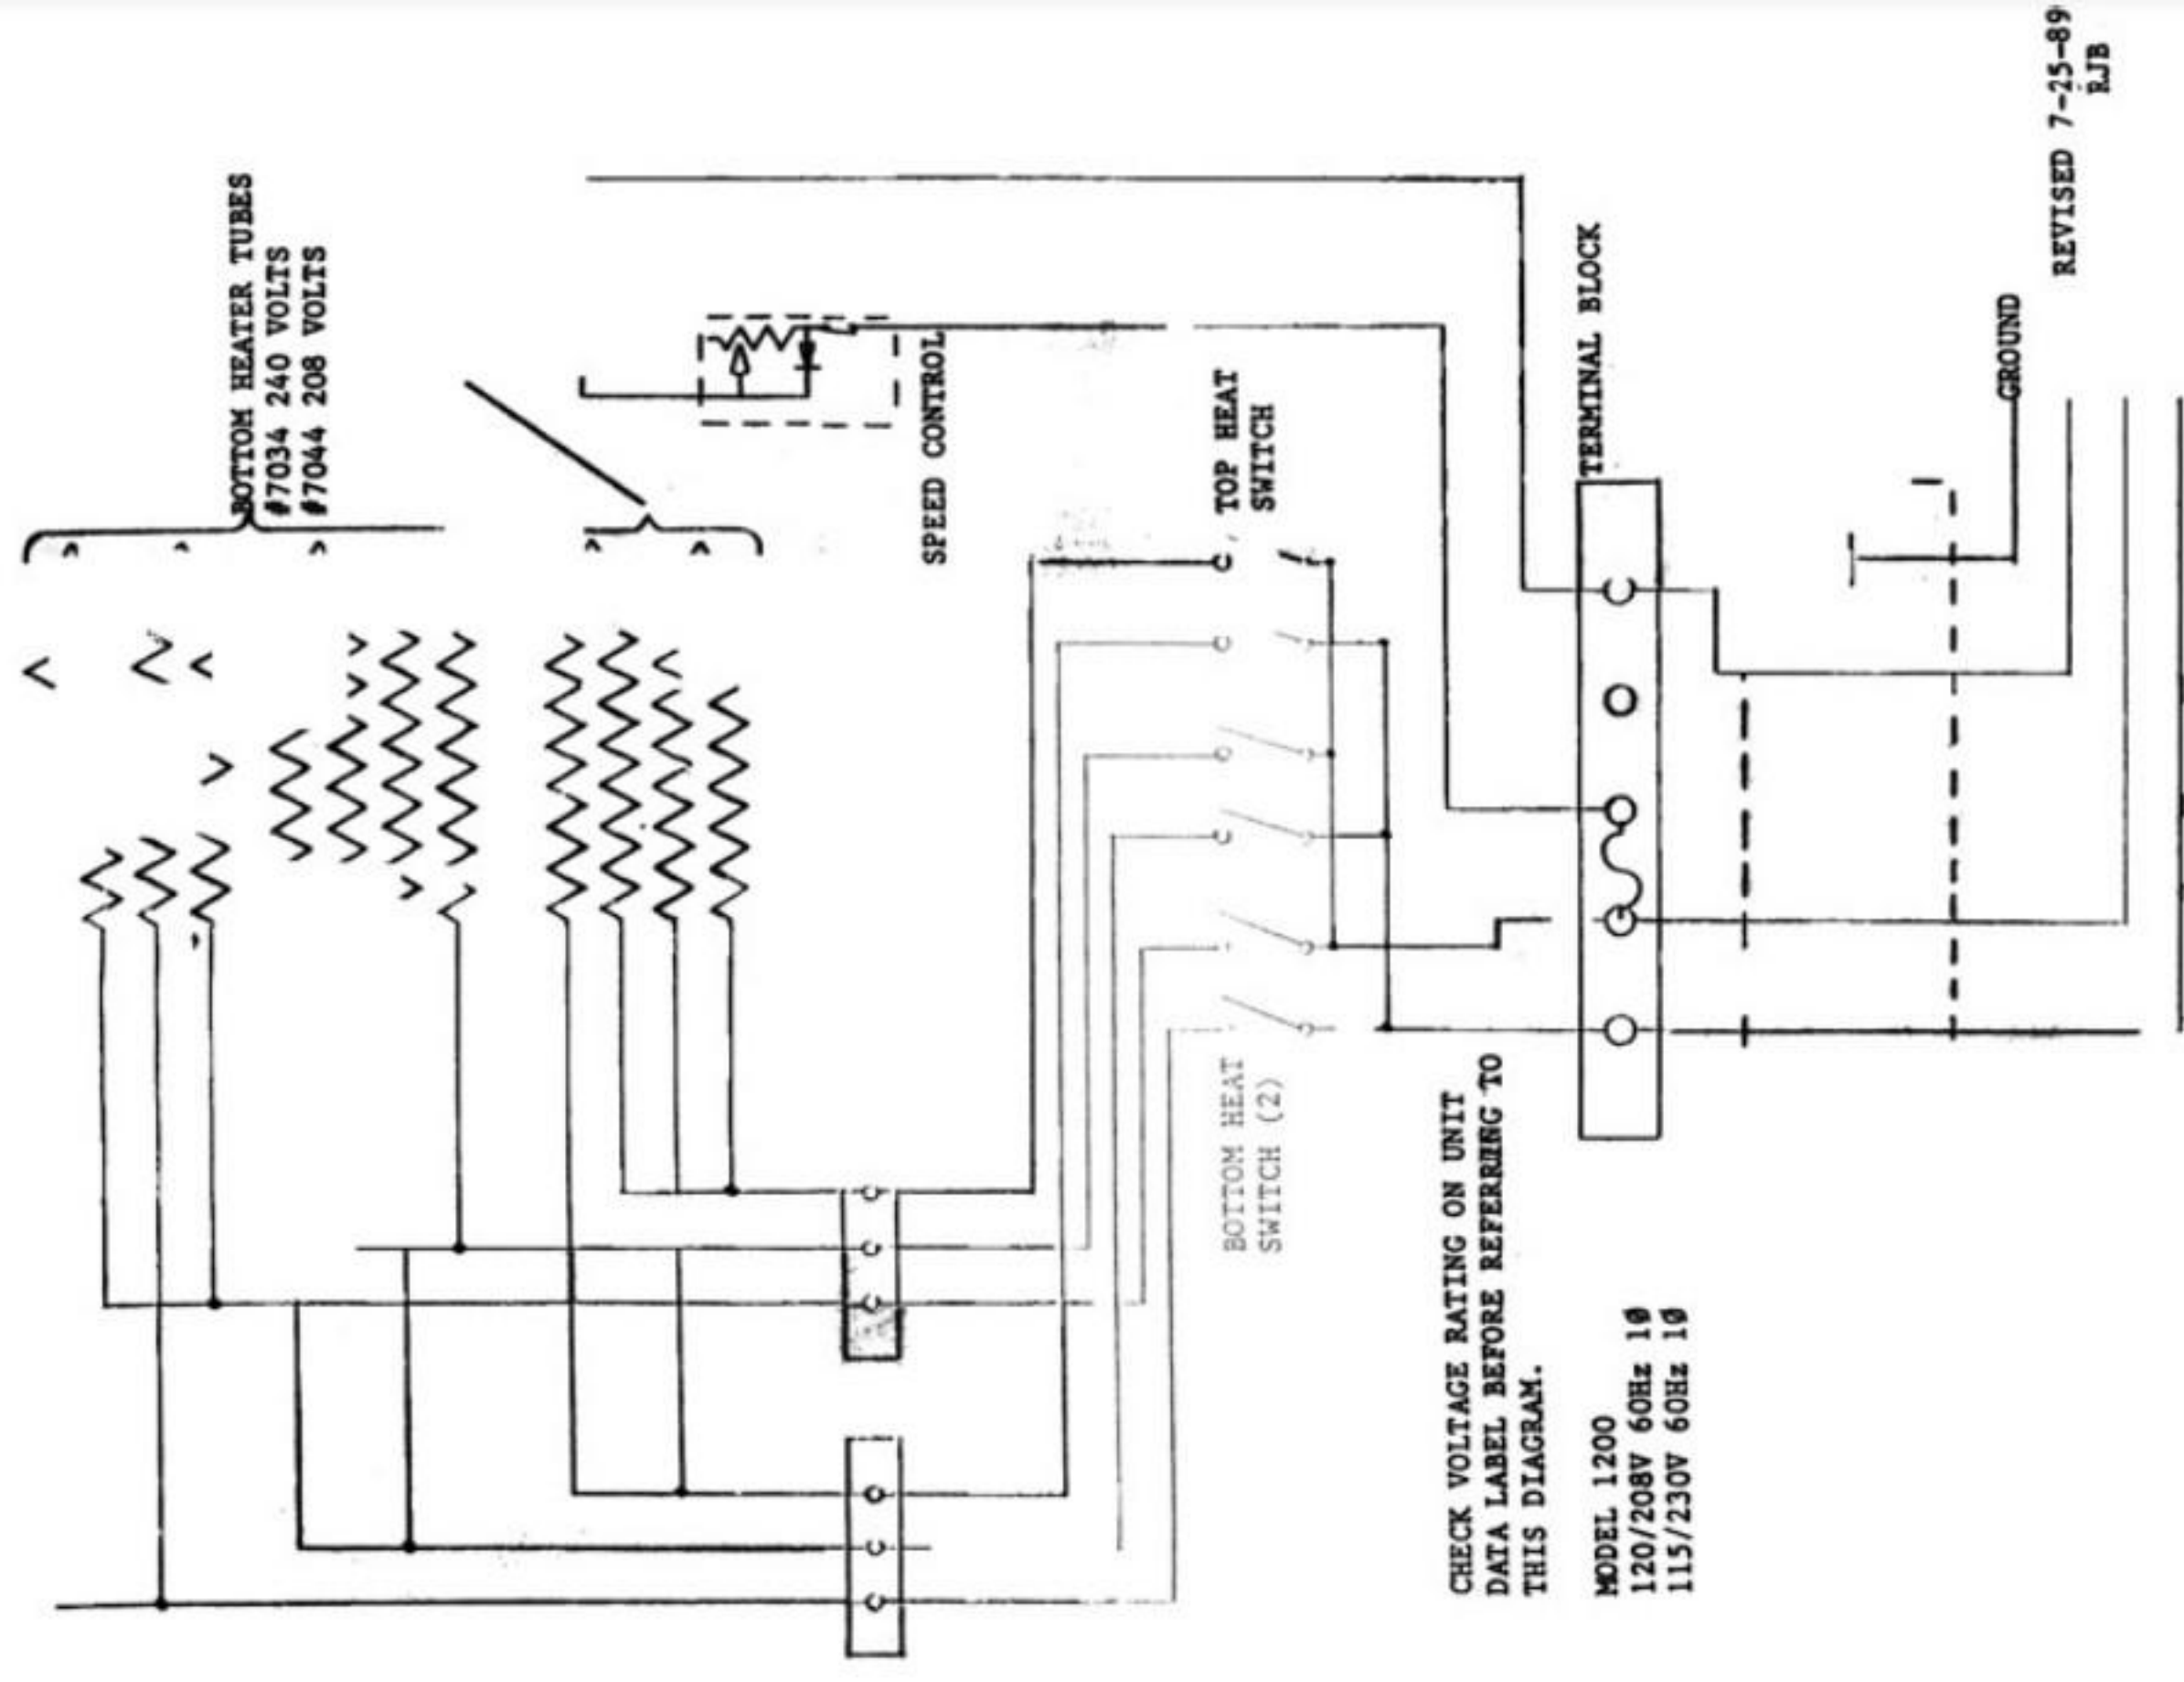 BOTTOM HEATER TUBES
#7034 240 VOLTS
#7044 208 VOLTS
SPEED CONTROL
TOP HEAT
SWITCH
BOTTOM HEAT
SWITCH (2)
TERMINAL BLOCK
GROUND
CHECK VOLTAGE RATING ON UNIT
DATA LABEL BEFORE REFERRING TO
THIS DIAGRAM.
MODEL 1200
120/208V 60Hz 1Ø
115/230V 60Hz 1Ø
REVISED 7-25-89
RJB